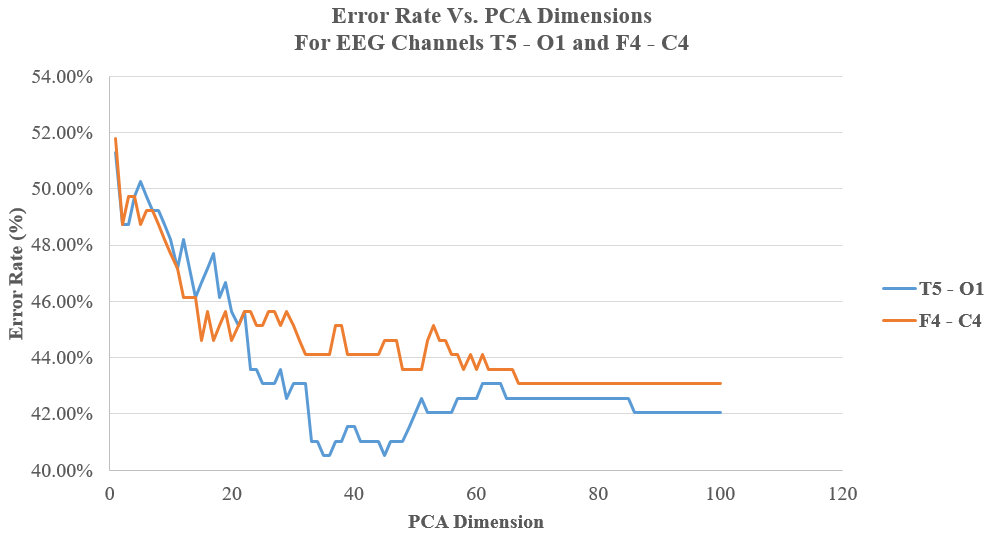 Error Rate Vs. PCA Dimensions
For EEG Channels T5 - O1 and F4 - C4
54.00%
52.00%
50.00%
48.00%
46.00%
44.00%
42.00%
40.00%
Error Rate (%)
0 20 40 60 80 100 120
PCA Dimension
T5 - O1
F4 - C4